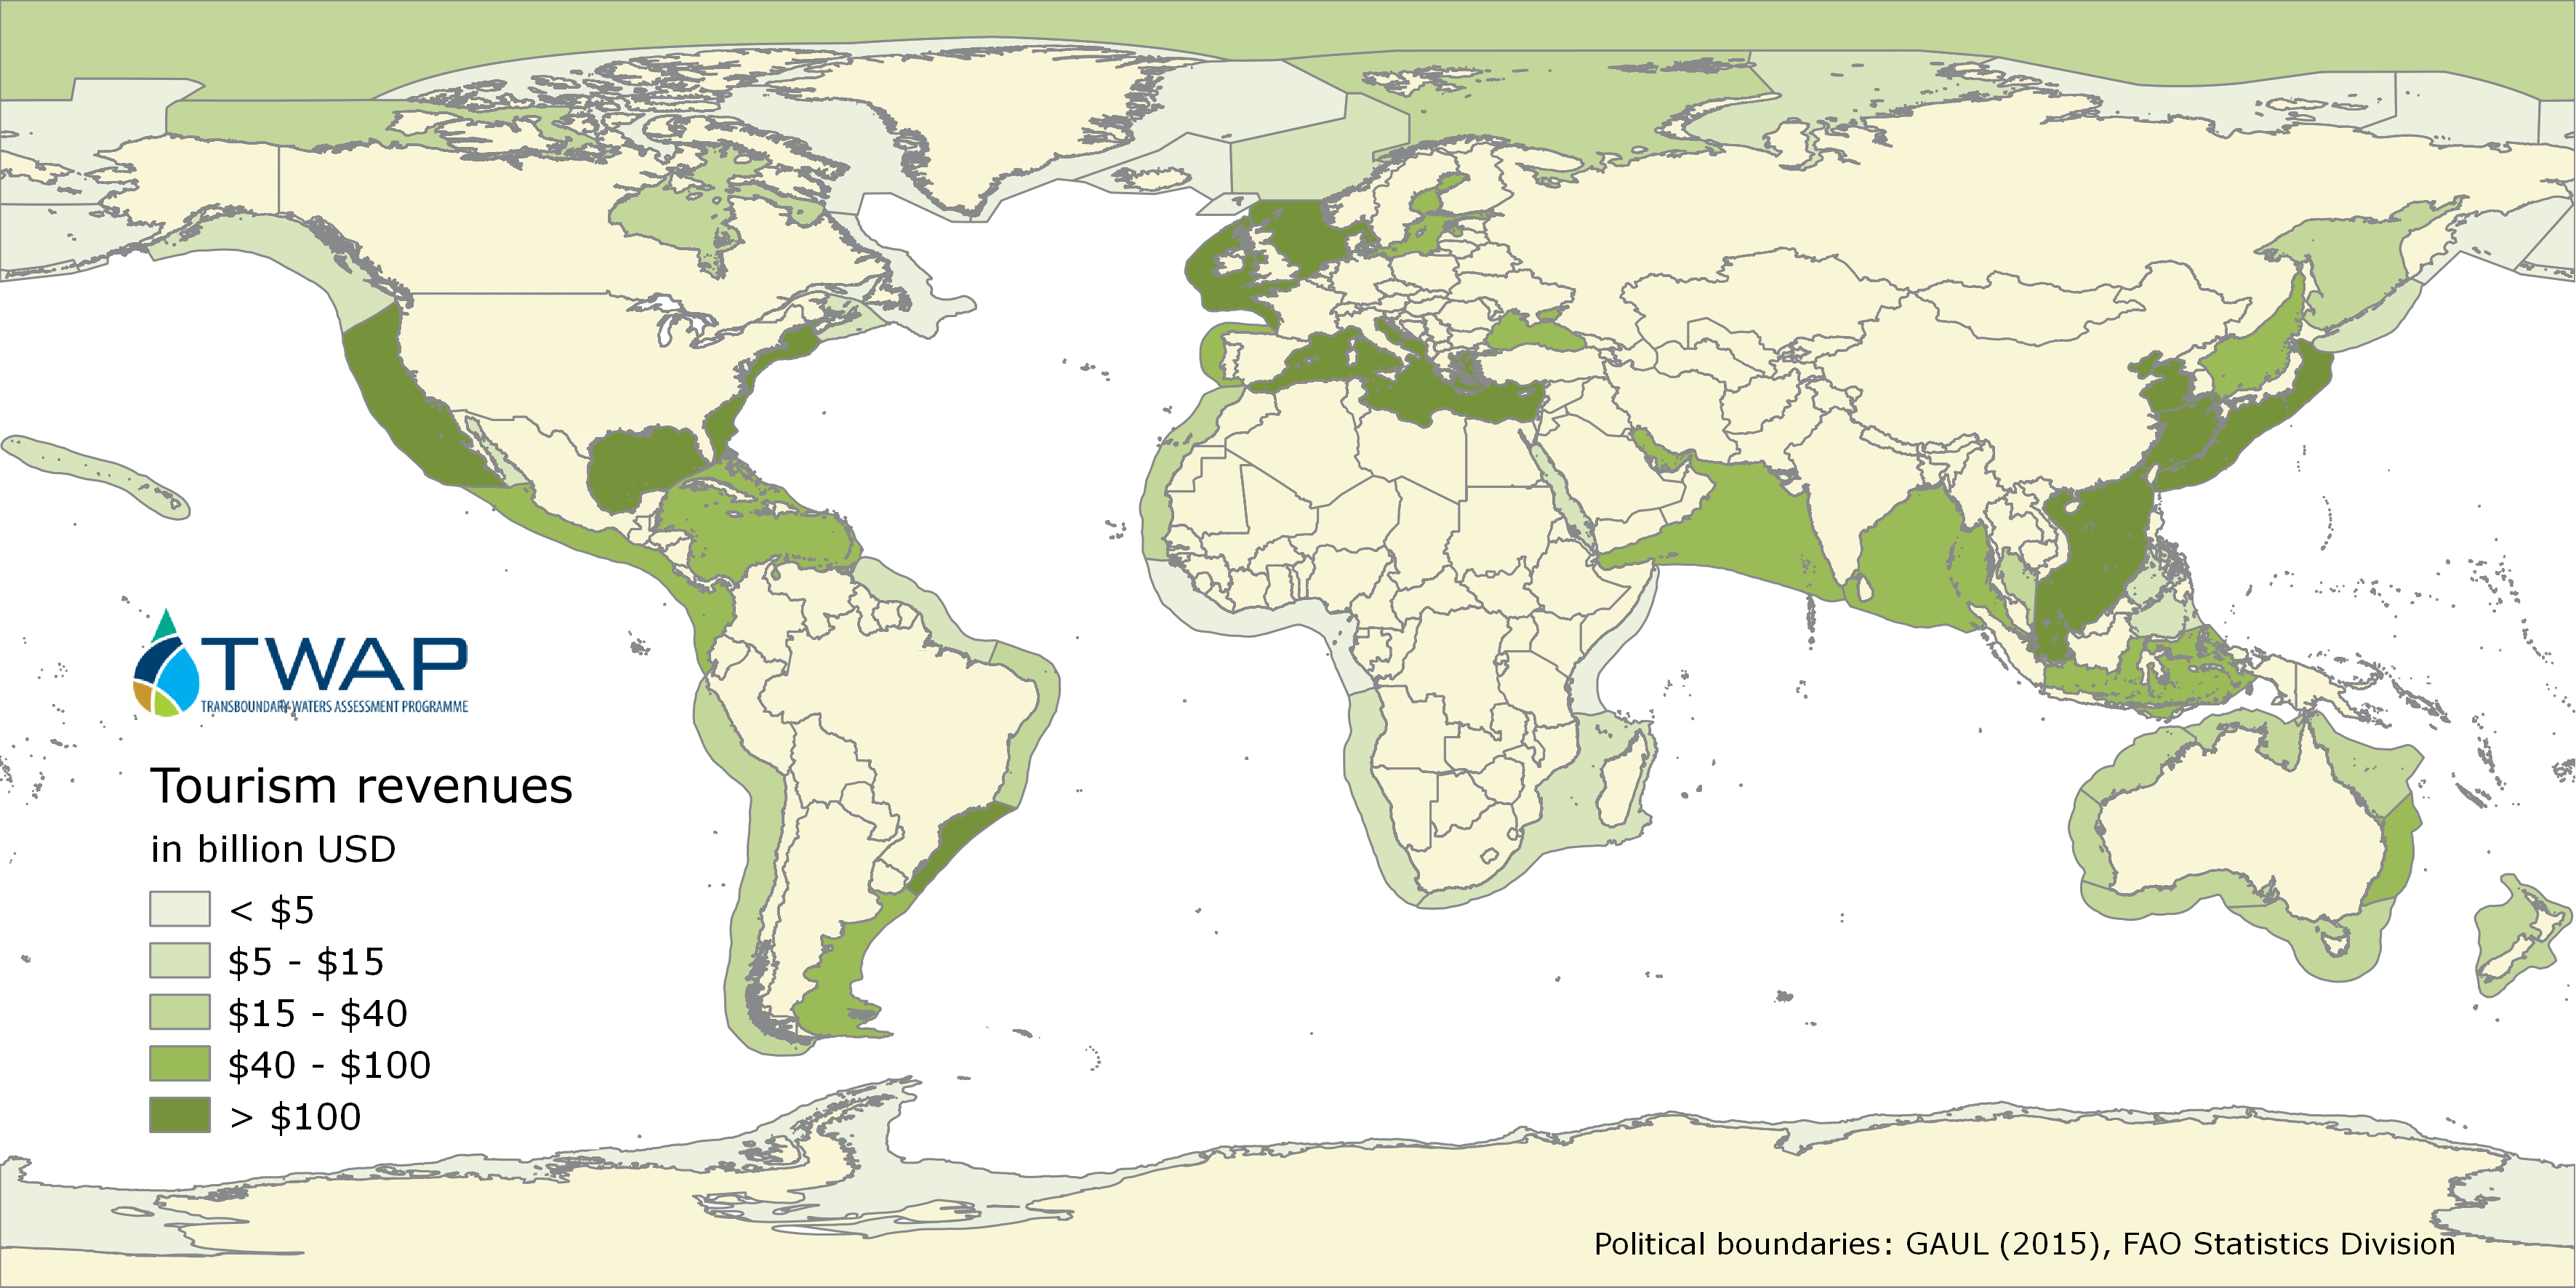 TWAP
TRANSBOUNDARY WATERS ASSESSMENT PROGRAMME
Tourism revenues
in billion USD
< $5
$5 - $15
$15 - $40
$40 - $100
> $100
Political boundaries: GAUL (2015), FAO Statistics Division